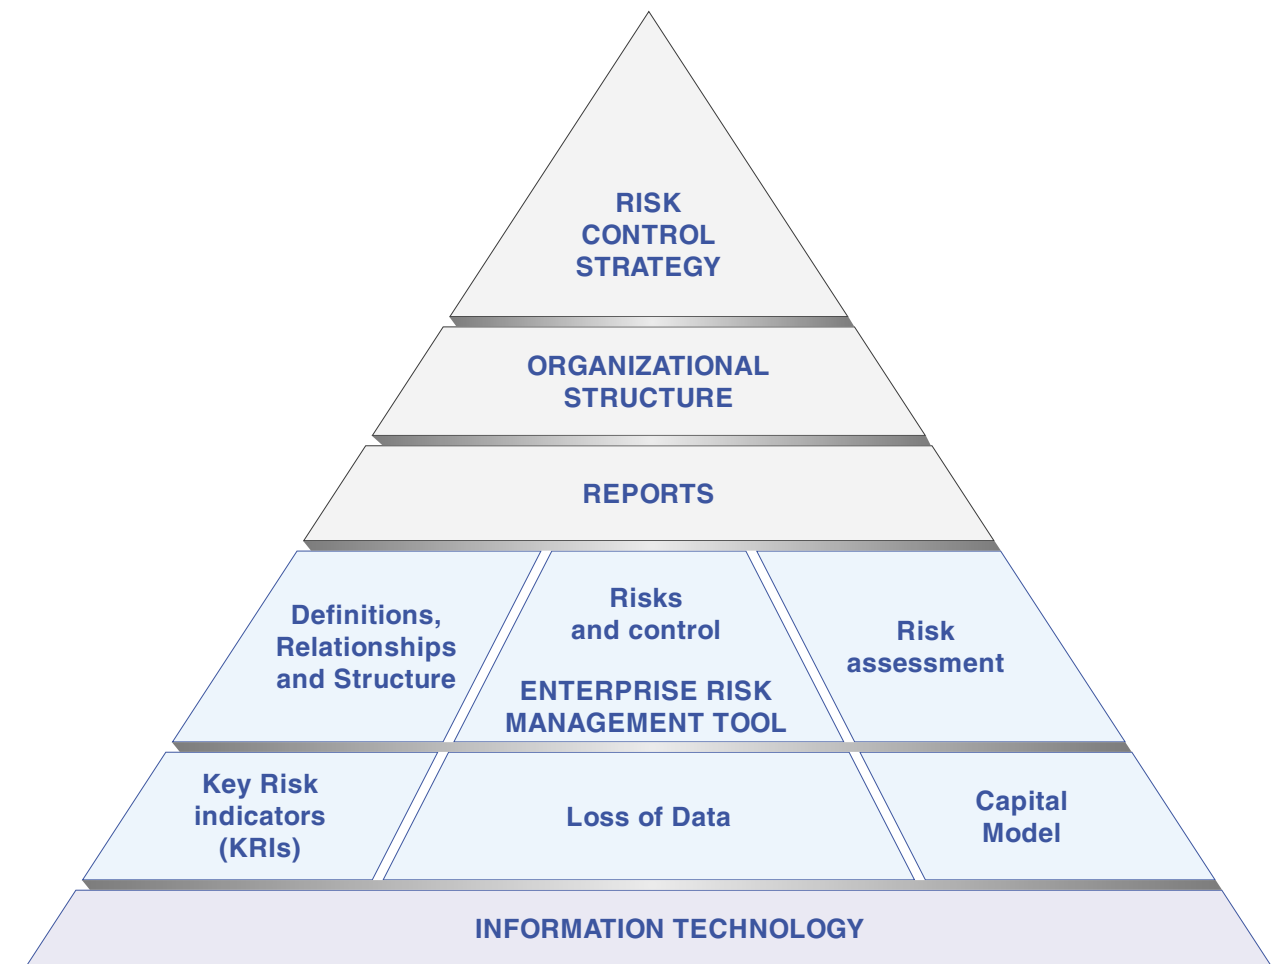 RISK
CONTROL
STRATEGY
ORGANIZATIONAL
STRUCTURE
REPORTS
Definitions,
Relationships
and Structure
Risks
and control
ENTERPRISE RISK
MANAGEMENT TOOL
Risk
assessment
Key Risk
indicators
(KRIs)
Loss of Data
Capital
Model
INFORMATION TECHNOLOGY